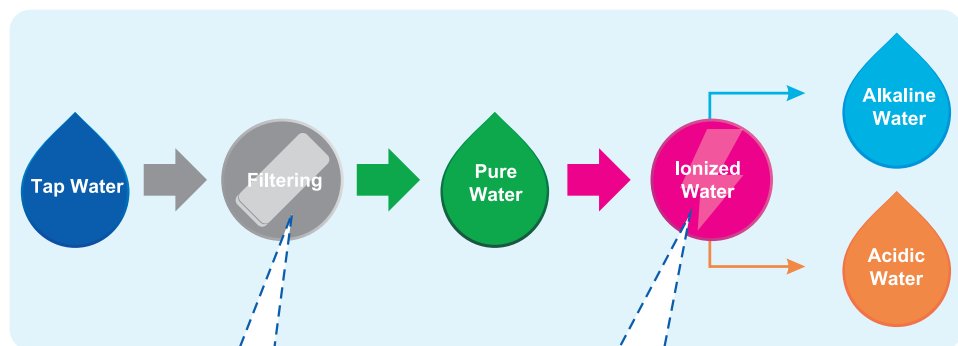 Tap Water
Filtering
Pure
Water
Ionized
Water
Alkaline
Water
Acidic
Water